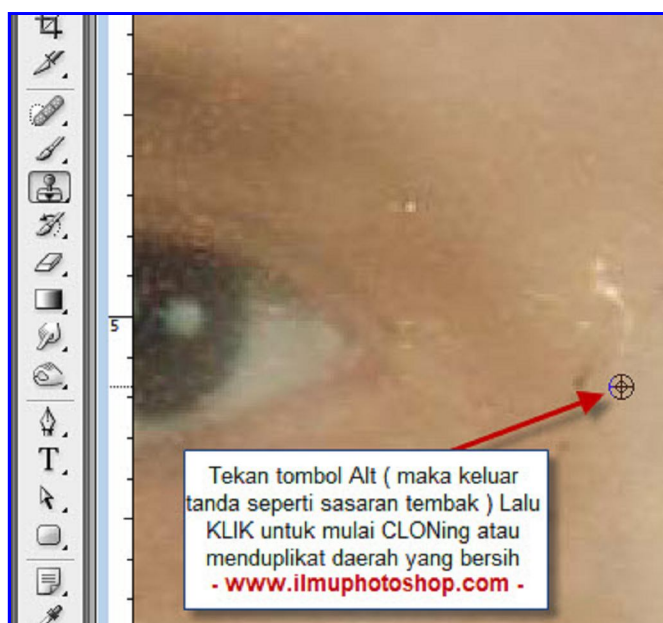 5
T
Tekan tombol Alt ( maka keluar
tanda seperti sasaran tembak ) Lalu
KLIK untuk mulai CLONing atau
menduplikat daerah yang bersih
- www.ilmuphotoshop.com -